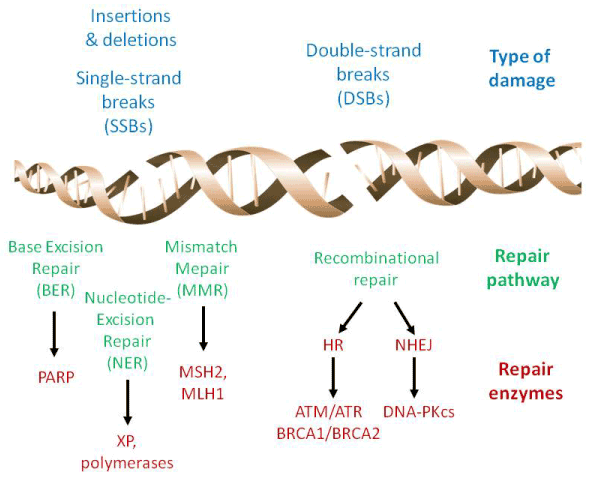 Insertions
& deletions
Single-strand
breaks
(SSBs)
Double-strand
breaks
(DSBs)
Type of
damage
Base Excision
Repair
(BER)
Nucleotide-
Excision
Repair
(NER)
Mismatch
Mepair
(MMR)
Recombinational
repair
Repair
pathway
PARP
XP,
polymerases
MSH2,
MLH1
HR
NHEJ
ATM/ATR
BRCA1/BRCA2
DNA-PKcs
Repair
enzymes